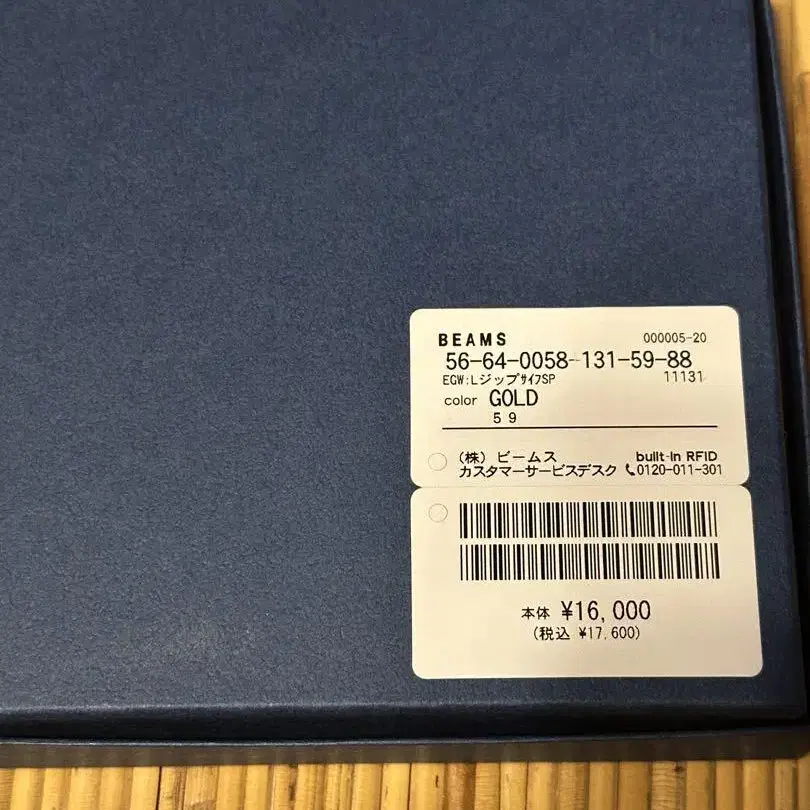 BEAMS 000005-20
56-64-0058-131-59-88
EGW:LジップｻｲﾌSP 11131
color GOLD
59
(株) ビームス built-in RFID
カスタマーサービスデスク 📞0120-011-301
本体 ¥16,000
(税込 ¥17,600)